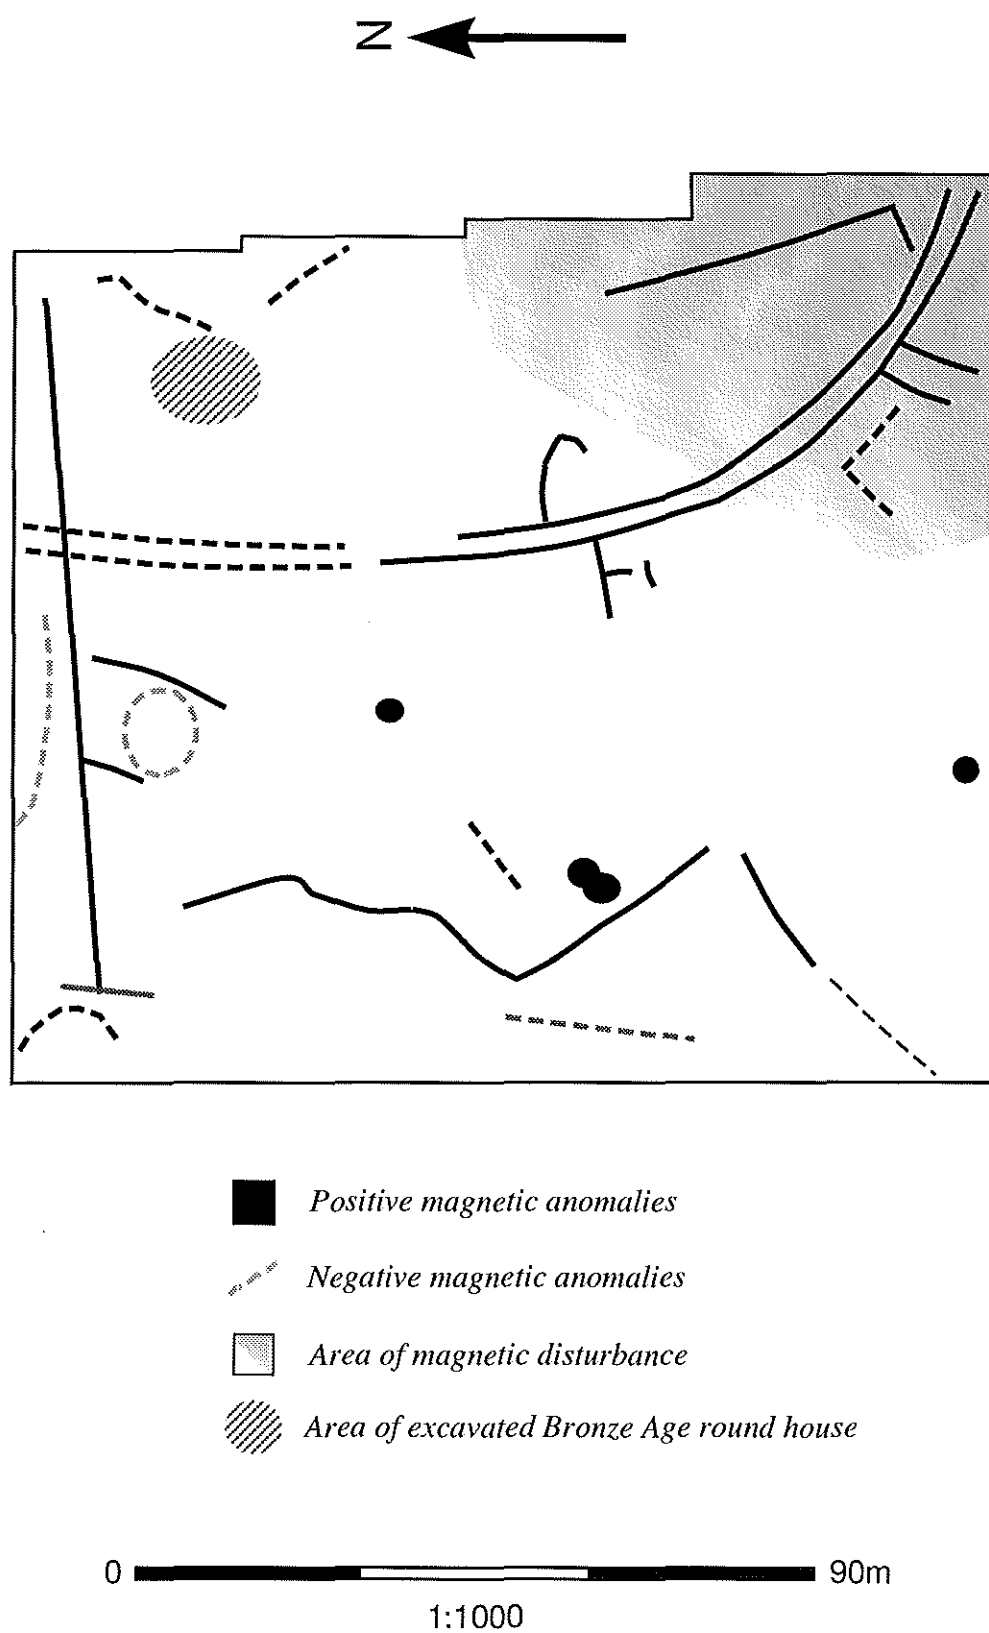 N
Positive magnetic anomalies
Negative magnetic anomalies
Area of magnetic disturbance
Area of excavated Bronze Age round house
0 90m
1:1000